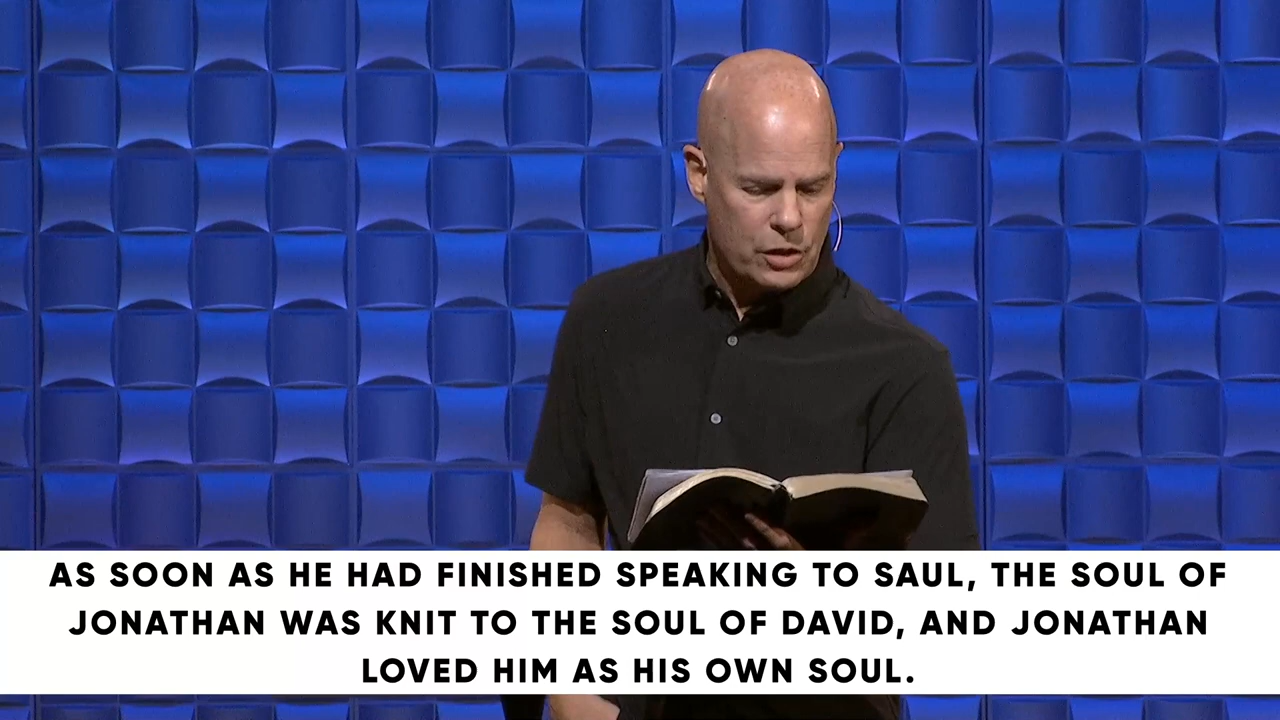 AS SOON AS HE HAD FINISHED SPEAKING TO SAUL, THE SOUL OF
JONATHAN WAS KNIT TO THE SOUL OF DAVID, AND JONATHAN
LOVED HIM AS HIS OWN SOUL.